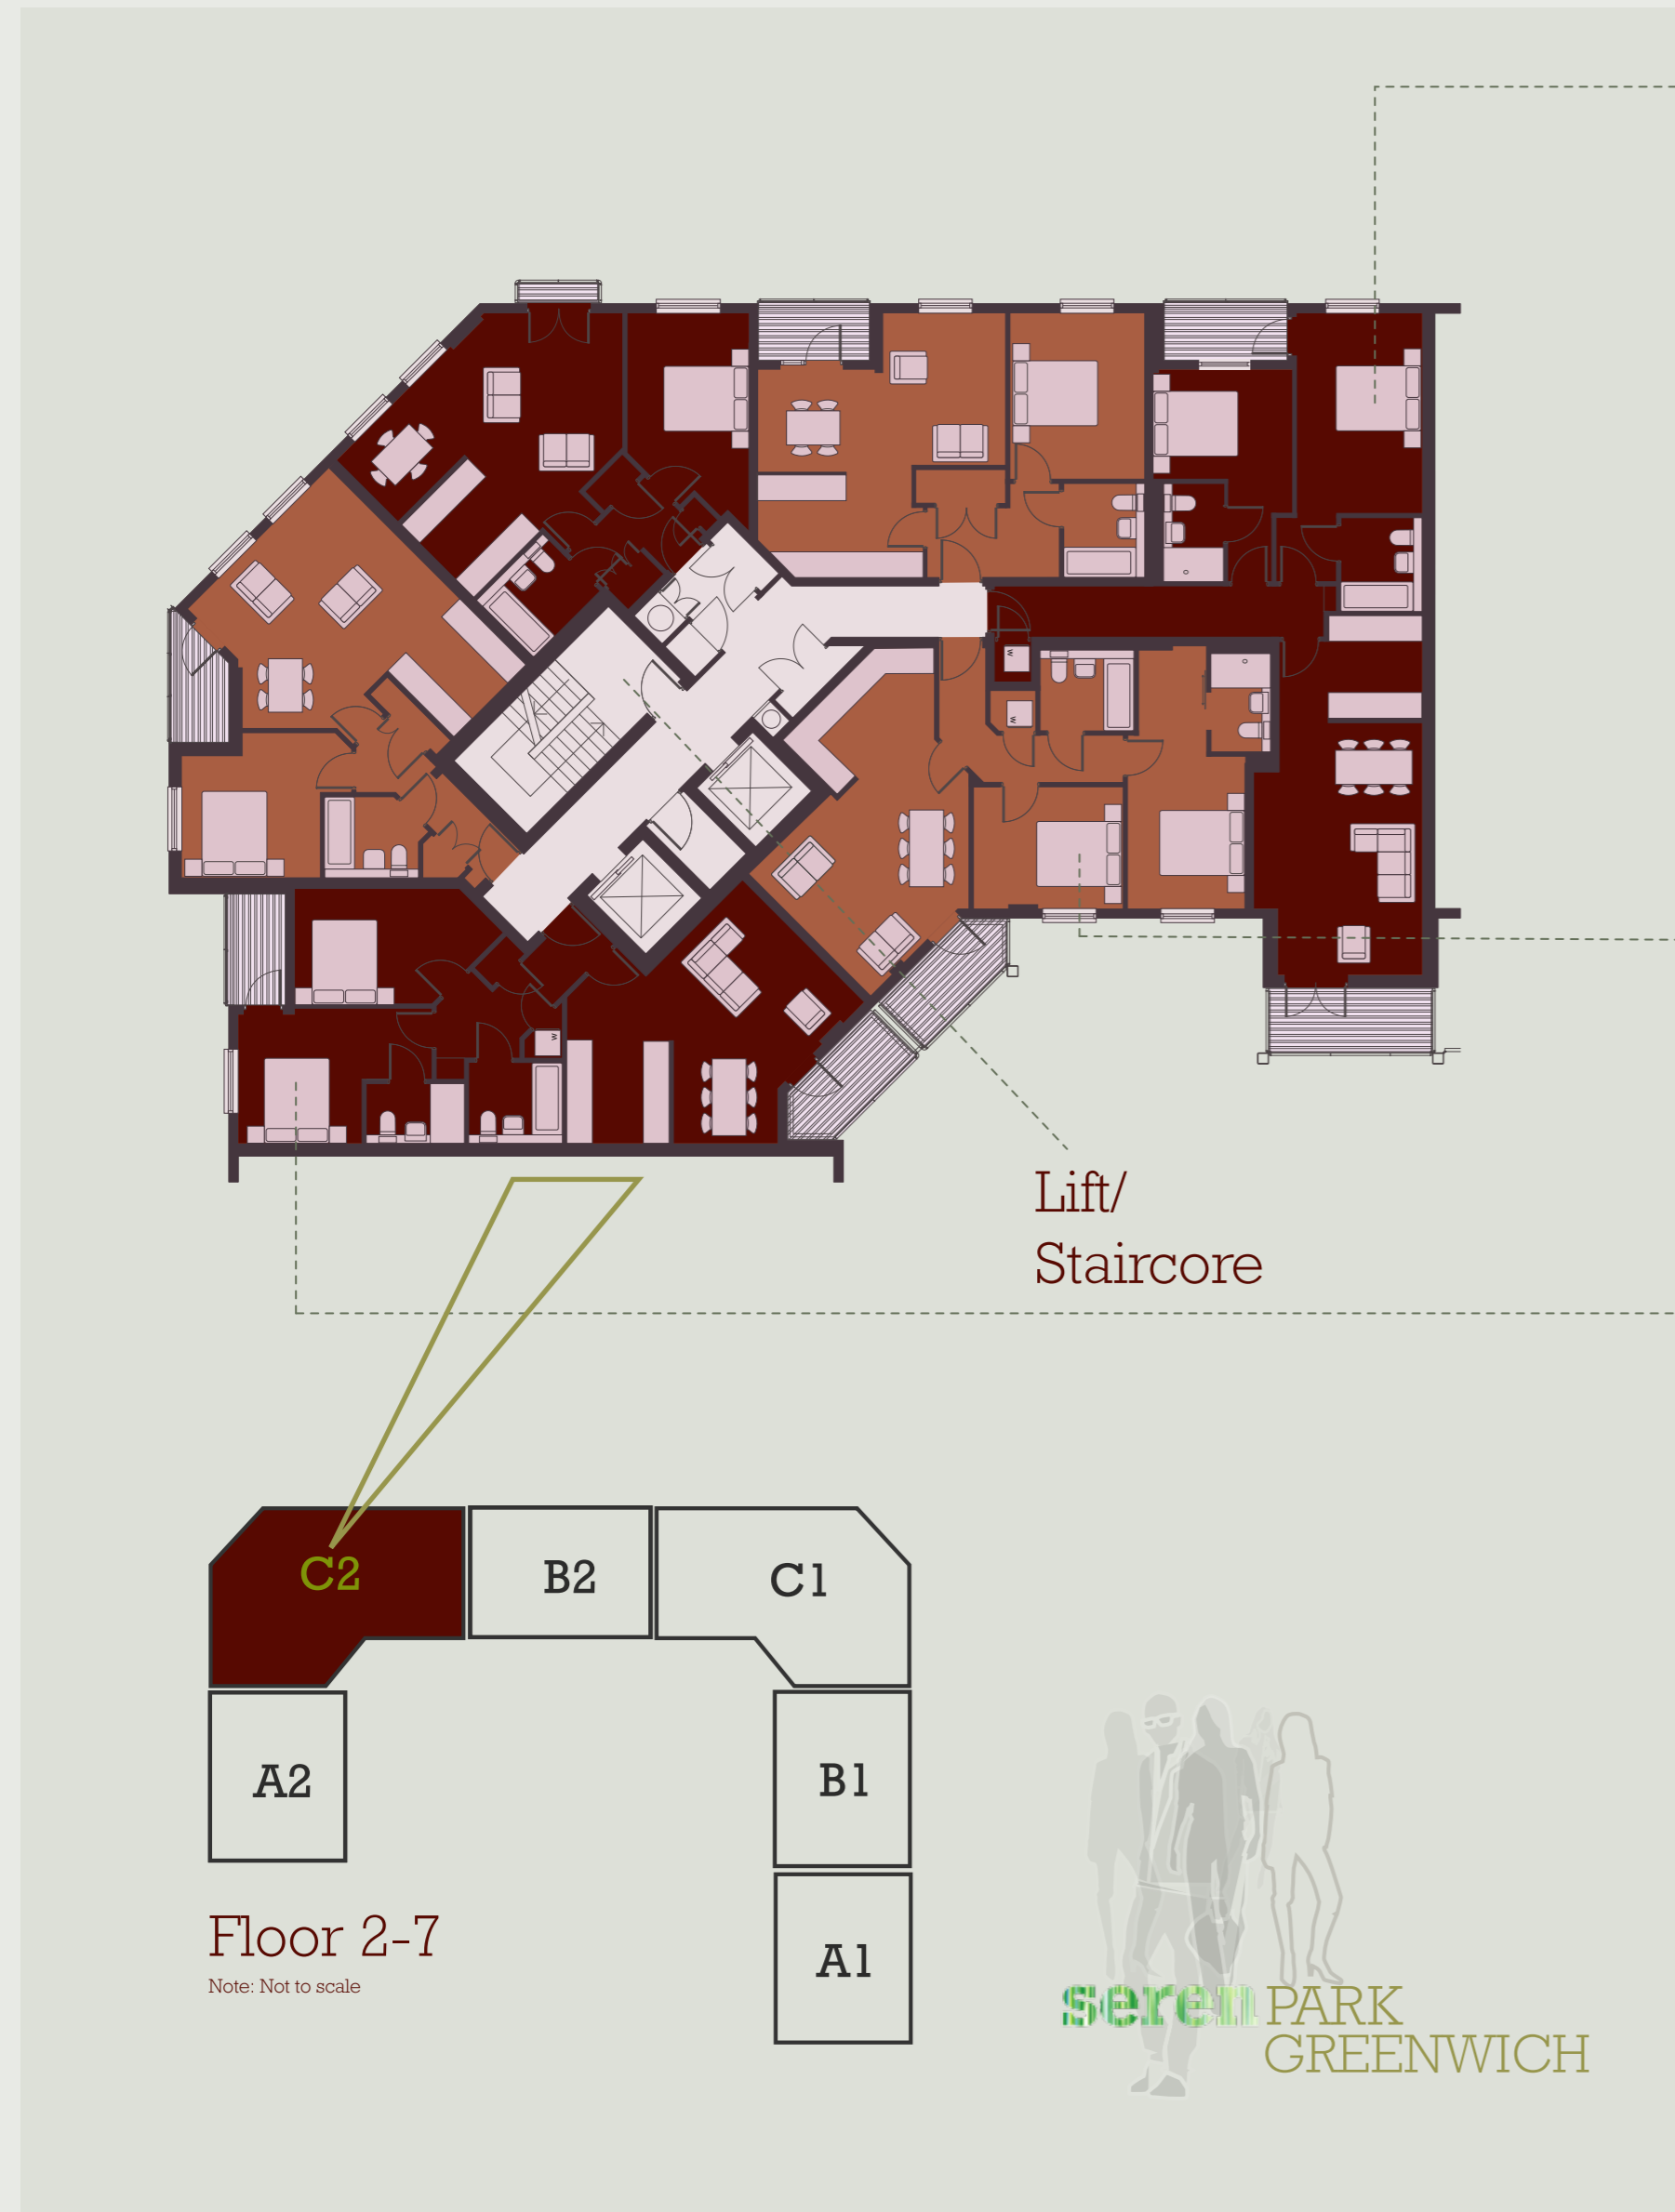 W
W
W
Lift/
Staircore
C2
B2
C1
A2
B1
A1
Floor 2-7
Note: Not to scale
seren PARK
GREENWICH